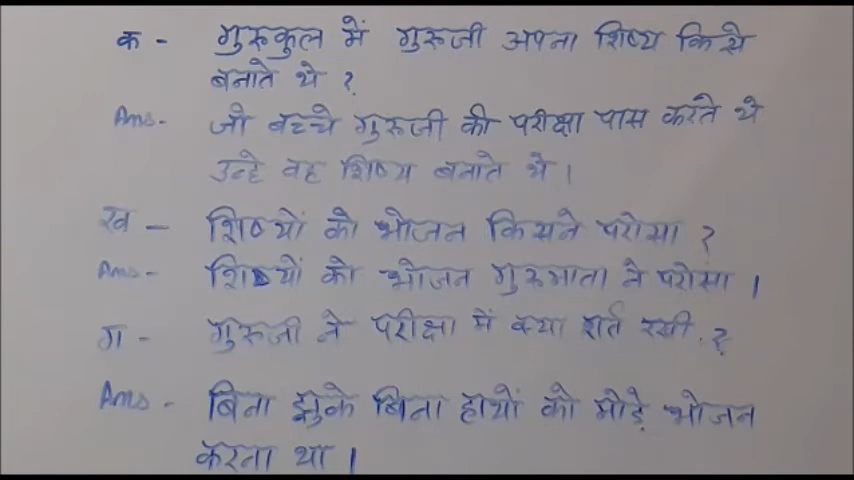 क - गुरुकुल में गुरुजी अपना शिष्य किसे
बनाते थे ?
Ans- जो बच्चे गुरुजी की परीक्षा पास करते थे
उन्हे वह शिष्य बनाते थे ।
ख - शिष्यों को भोजन किसने परोसा ?
Ans- शिष्यों को भोजन गुरुमाता ने परोसा ।
ग - गुरुजी ने परीक्षा में क्या शर्त रखी ?
Ans- बिना झुके बिना हाथों को मोड़े भोजन
करना था ।